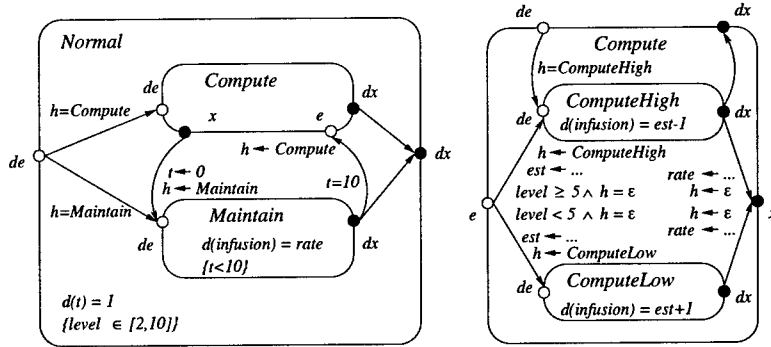 Normal
de
Compute
dx
h=Compute
x
e
h ← Compute
t ← 0
h ← Maintain
t=10
de
dx
h=Maintain
Maintain
de
d(infusion) = rate
{t<10}
dx
d(t) = 1
{level ∈ [2,10]}
de
dx
Compute
h=ComputeHigh
ComputeHigh
de
dx
d(infusion) = est-1
h ← ComputeHigh
est ← ...
rate ← ...
level ≥ 5 ∧ h = ε
h ← ε
e
level < 5 ∧ h = ε
h ← ε
est ← ...
rate ← ...
h ← ComputeLow
ComputeLow
de
dx
d(infusion) = est+1